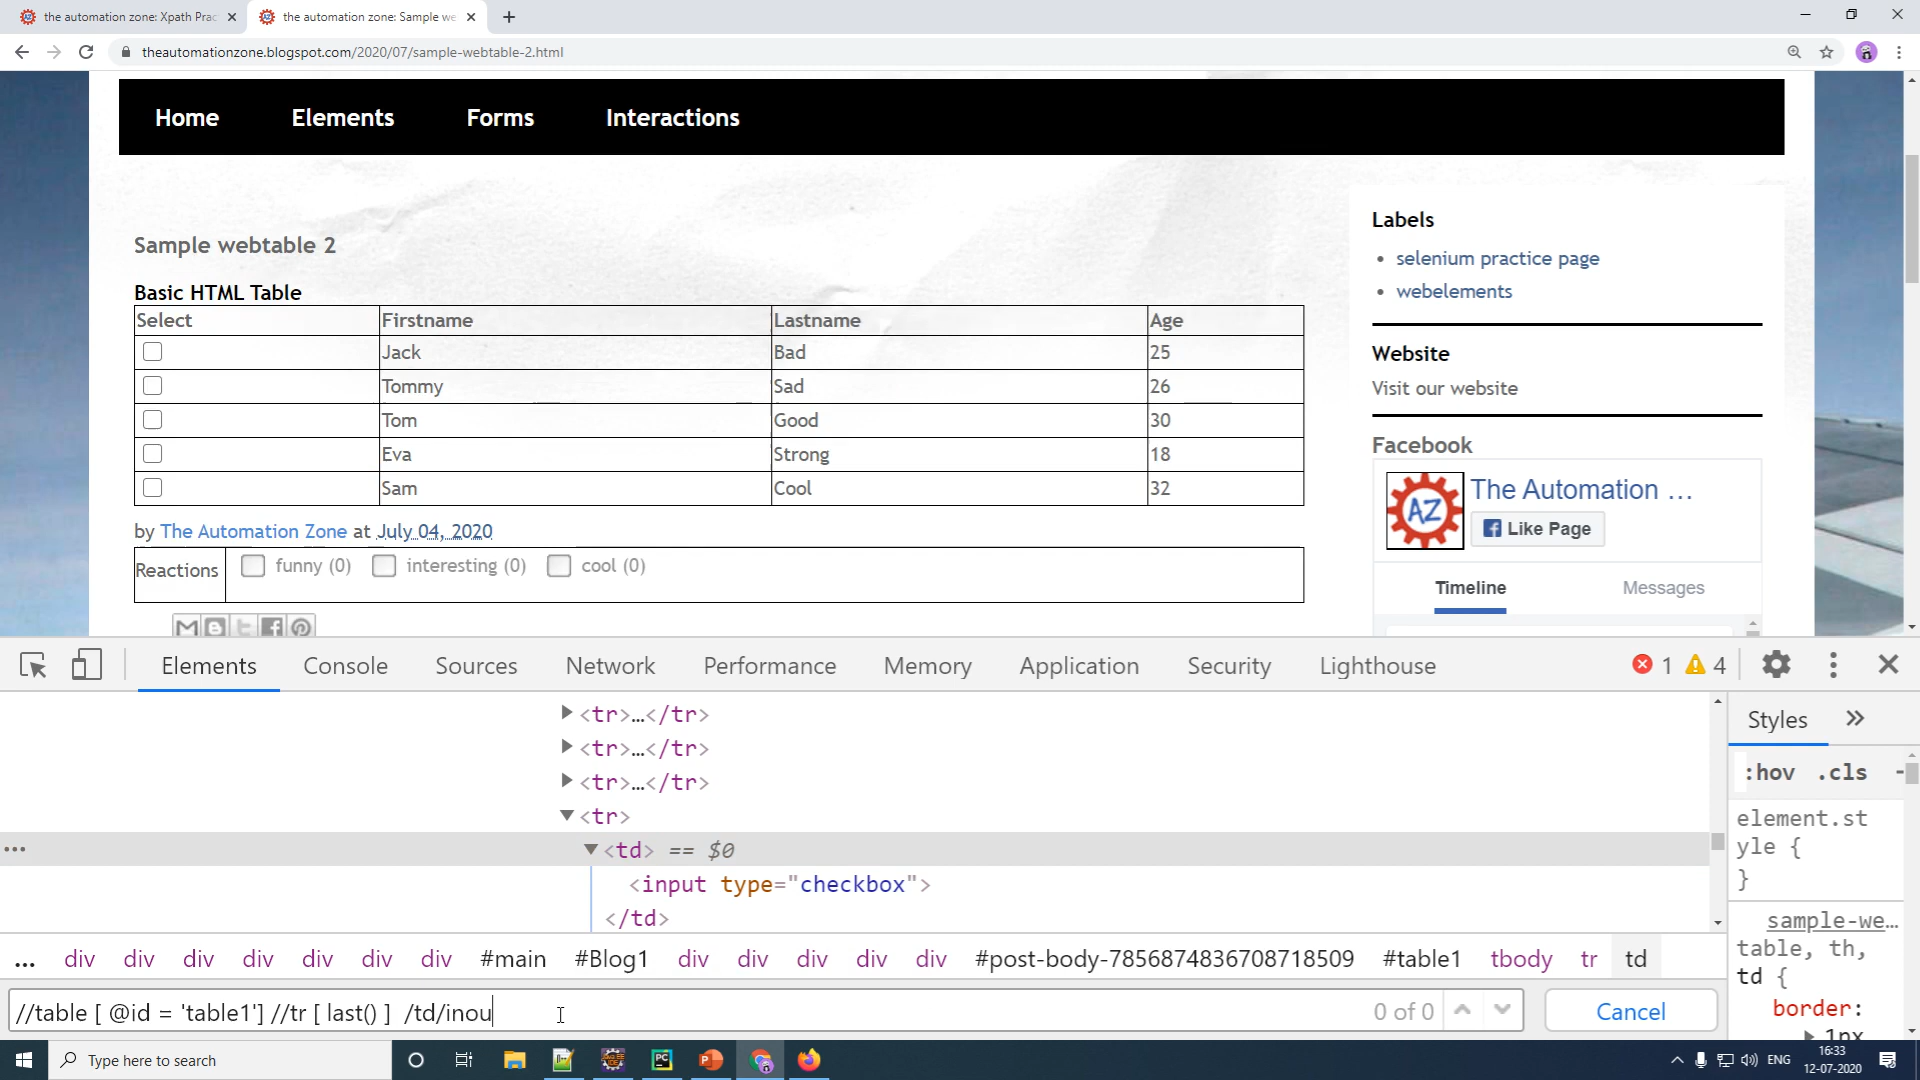 the automation zone: Xpath Prac
the automation zone: Sample we
theautomationzone.blogspot.com/2020/07/sample-webtable-2.html
Home Elements Forms Interactions
Sample webtable 2
Basic HTML Table
Select Firstname Lastname Age
Jack Bad 25
Tommy Sad 26
Tom Good 30
Eva Strong 18
Sam Cool 32
by The Automation Zone at July 04, 2020
Reactions funny (0) interesting (0) cool (0)
Labels
• selenium practice page
• webelements
Website
Visit our website
Facebook
AZ
The Automation ...
Like Page
Timeline Messages
Elements Console Sources Network Performance Memory Application Security Lighthouse 1 4
<tr>…</tr>
<tr>…</tr>
<tr>…</tr>
<tr>
<td> == $0
<input type="checkbox">
</td>
Styles »
:hov .cls
element.st
yle {
}
sample-we…
table, th,
td {
border:
1px
... div div div div div div div #main #Blog1 div div div div div #post-body-7856874836708718509 #table1 tbody tr td
//table [ @id = 'table1'] //tr [ last() ]  /td/inou
0 of 0
Cancel
Type here to search
ENG
16:33
12-07-2020